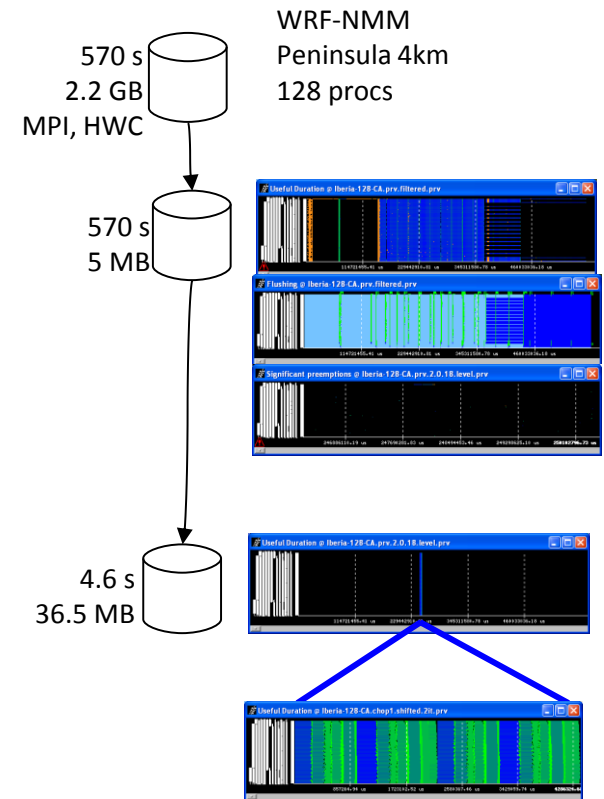 WRF-NMM
Peninsula 4km
128 procs
570 s
2.2 GB
MPI, HWC
570 s
5 MB
Useful Duration @ Iberia-128-CA.prv.filtered.prv
Flushing @ Iberia-128-CA.prv.filtered.prv
Significant preemptions @ Iberia-128-CA.prv.2.0.18.level.prv
4.6 s
36.5 MB
Useful Duration @ Iberia-128-CA.prv.2.0.18.level.prv
Useful Duration @ Iberia-128-CA.chop1.shifted.2it.prv